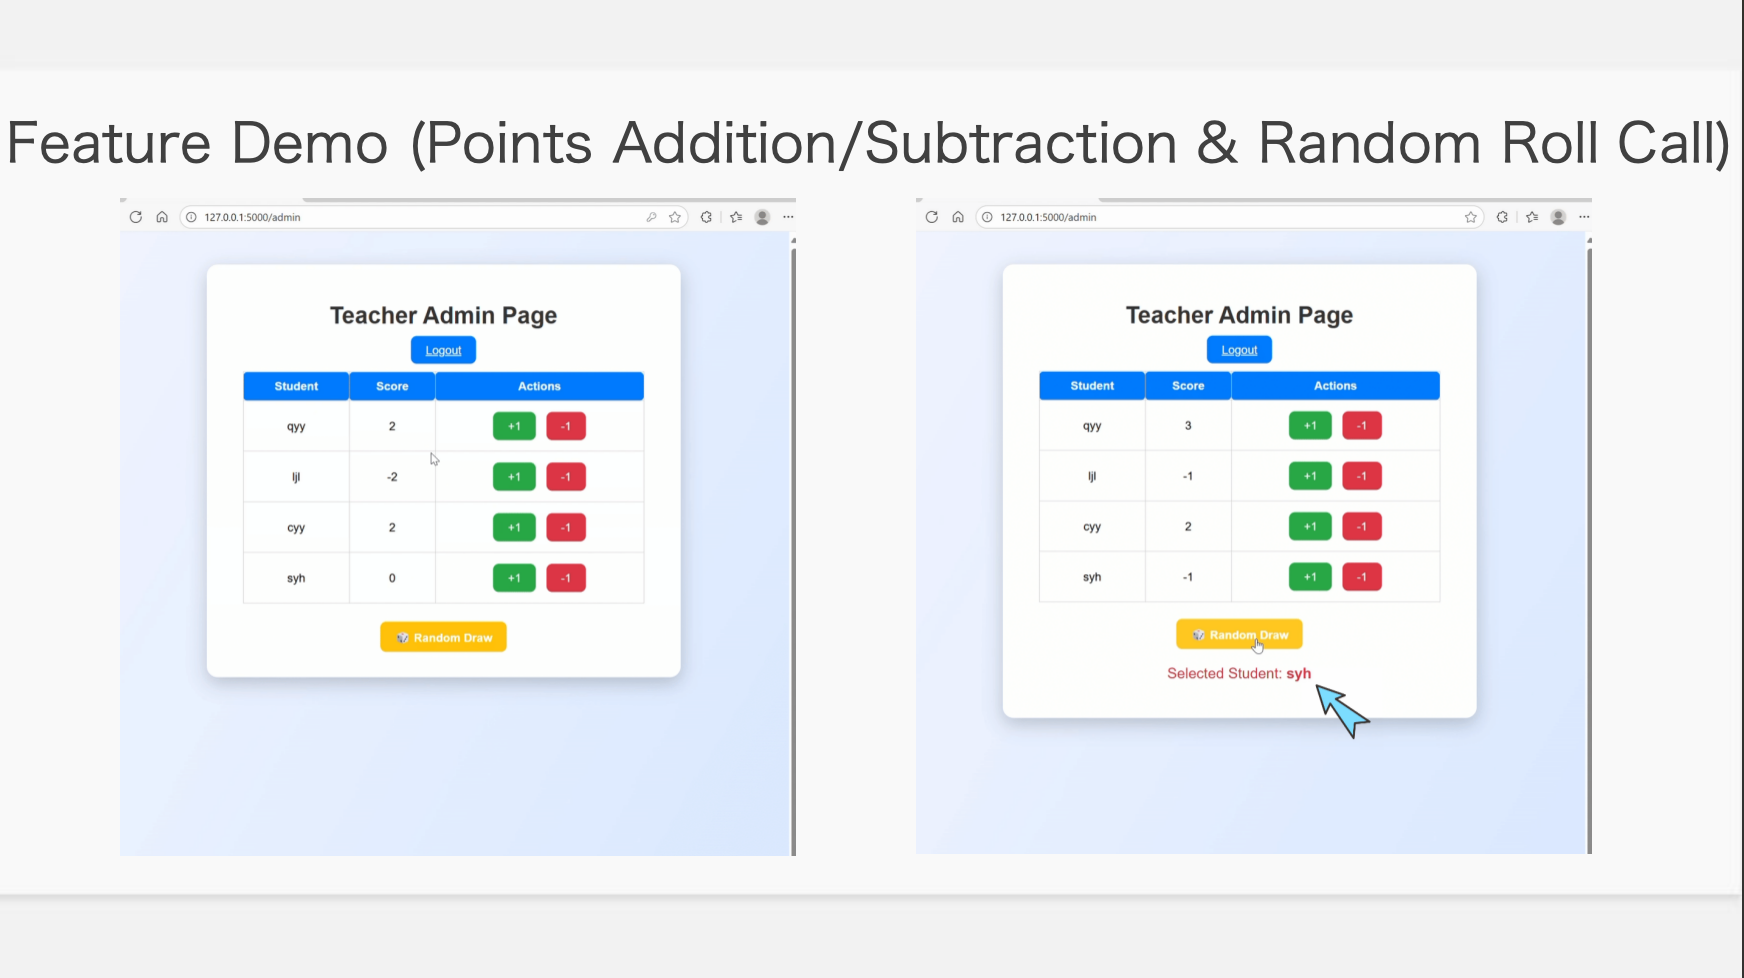 Feature Demo (Points Addition/Subtraction & Random Roll Call)
127.0.0.1:5000/admin
Teacher Admin Page
Logout
Student Score Actions
qyy 2 +1 -1
ljl -2 +1 -1
cyy 2 +1 -1
syh 0 +1 -1
Random Draw
127.0.0.1:5000/admin
Teacher Admin Page
Logout
Student Score Actions
qyy 3 +1 -1
ljl -1 +1 -1
cyy 2 +1 -1
syh -1 +1 -1
Random Draw
Selected Student: syh